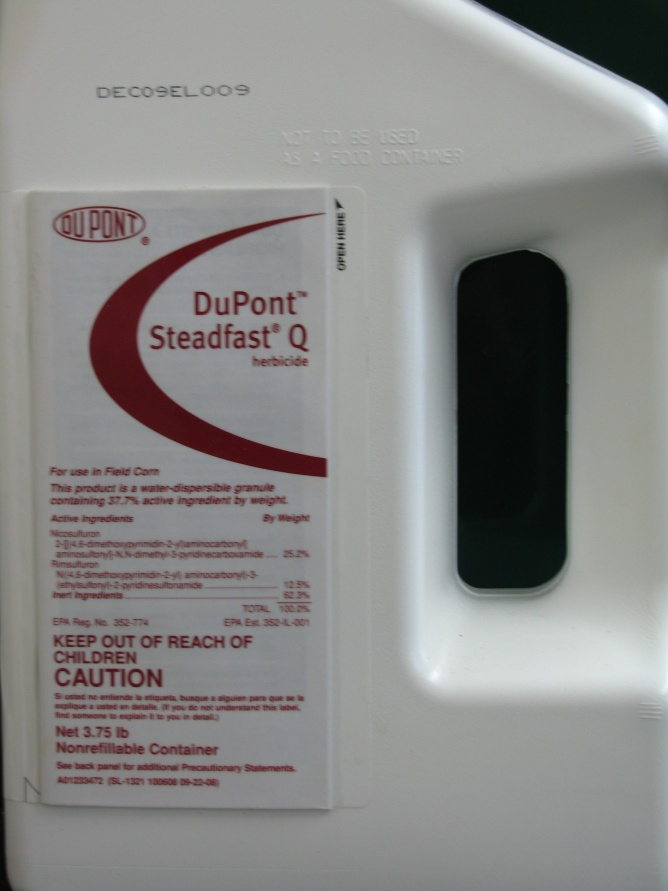 DEC09EL009
NOT TO BE USED
AS A FOOD CONTAINER
OPEN HERE
DU PONT®
DuPont™
Steadfast® Q
herbicide
For use in Field Corn
This product is a water-dispersible granule
containing 37.7% active ingredient by weight.
Active Ingredients By Weight
Nicosulfuron
2-[[(4,6-dimethoxypyrimidin-2-yl)aminocarbonyl]
aminosulfonyl]-N,N-dimethyl-3-pyridinecarboxamide .... 25.2%
Rimsulfuron
N((4,6-dimethoxypyrimidin-2-yl) aminocarbonyl)-3-
(ethylsulfonyl)-2-pyridinesulfonamide 12.5%
Inert Ingredients 62.3%
TOTAL 100.0%
EPA Reg. No. 352-774 EPA Est. 352-IL-001
KEEP OUT OF REACH OF
CHILDREN
CAUTION
Si usted no entiende la etiqueta, busque a alguien para que se la
explique a usted en detalle. (If you do not understand this label,
find someone to explain it to you in detail.)
Net 3.75 lb
Nonrefillable Container
See back panel for additional Precautionary Statements.
A01233472 (SL-1321 100608 09-22-08)